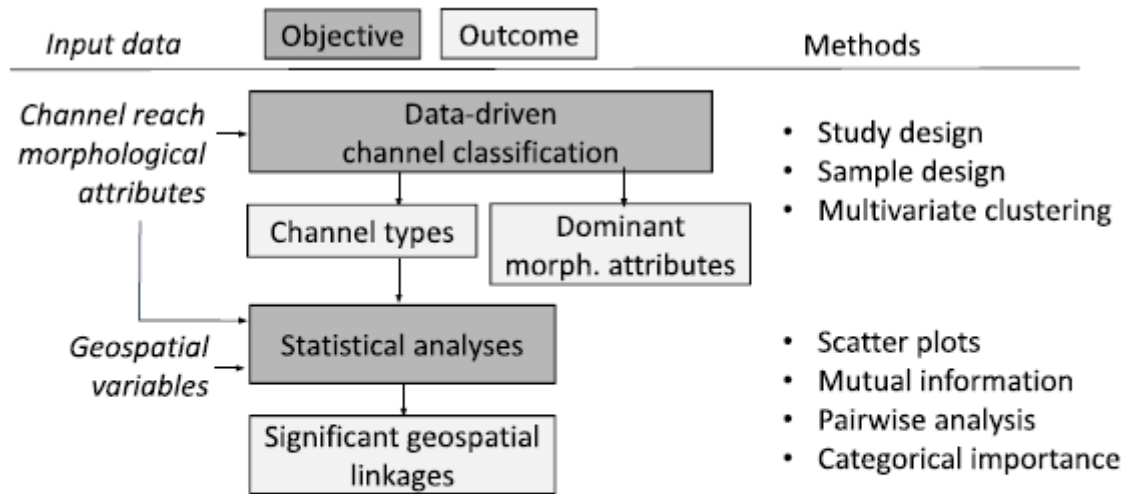 Input data
Objective
Outcome
Methods
Channel reach
morphological
attributes
Data-driven
channel classification
• Study design
• Sample design
• Multivariate clustering
Channel types
Dominant
morph. attributes
Geospatial
variables
Statistical analyses
• Scatter plots
• Mutual information
• Pairwise analysis
• Categorical importance
Significant geospatial
linkages